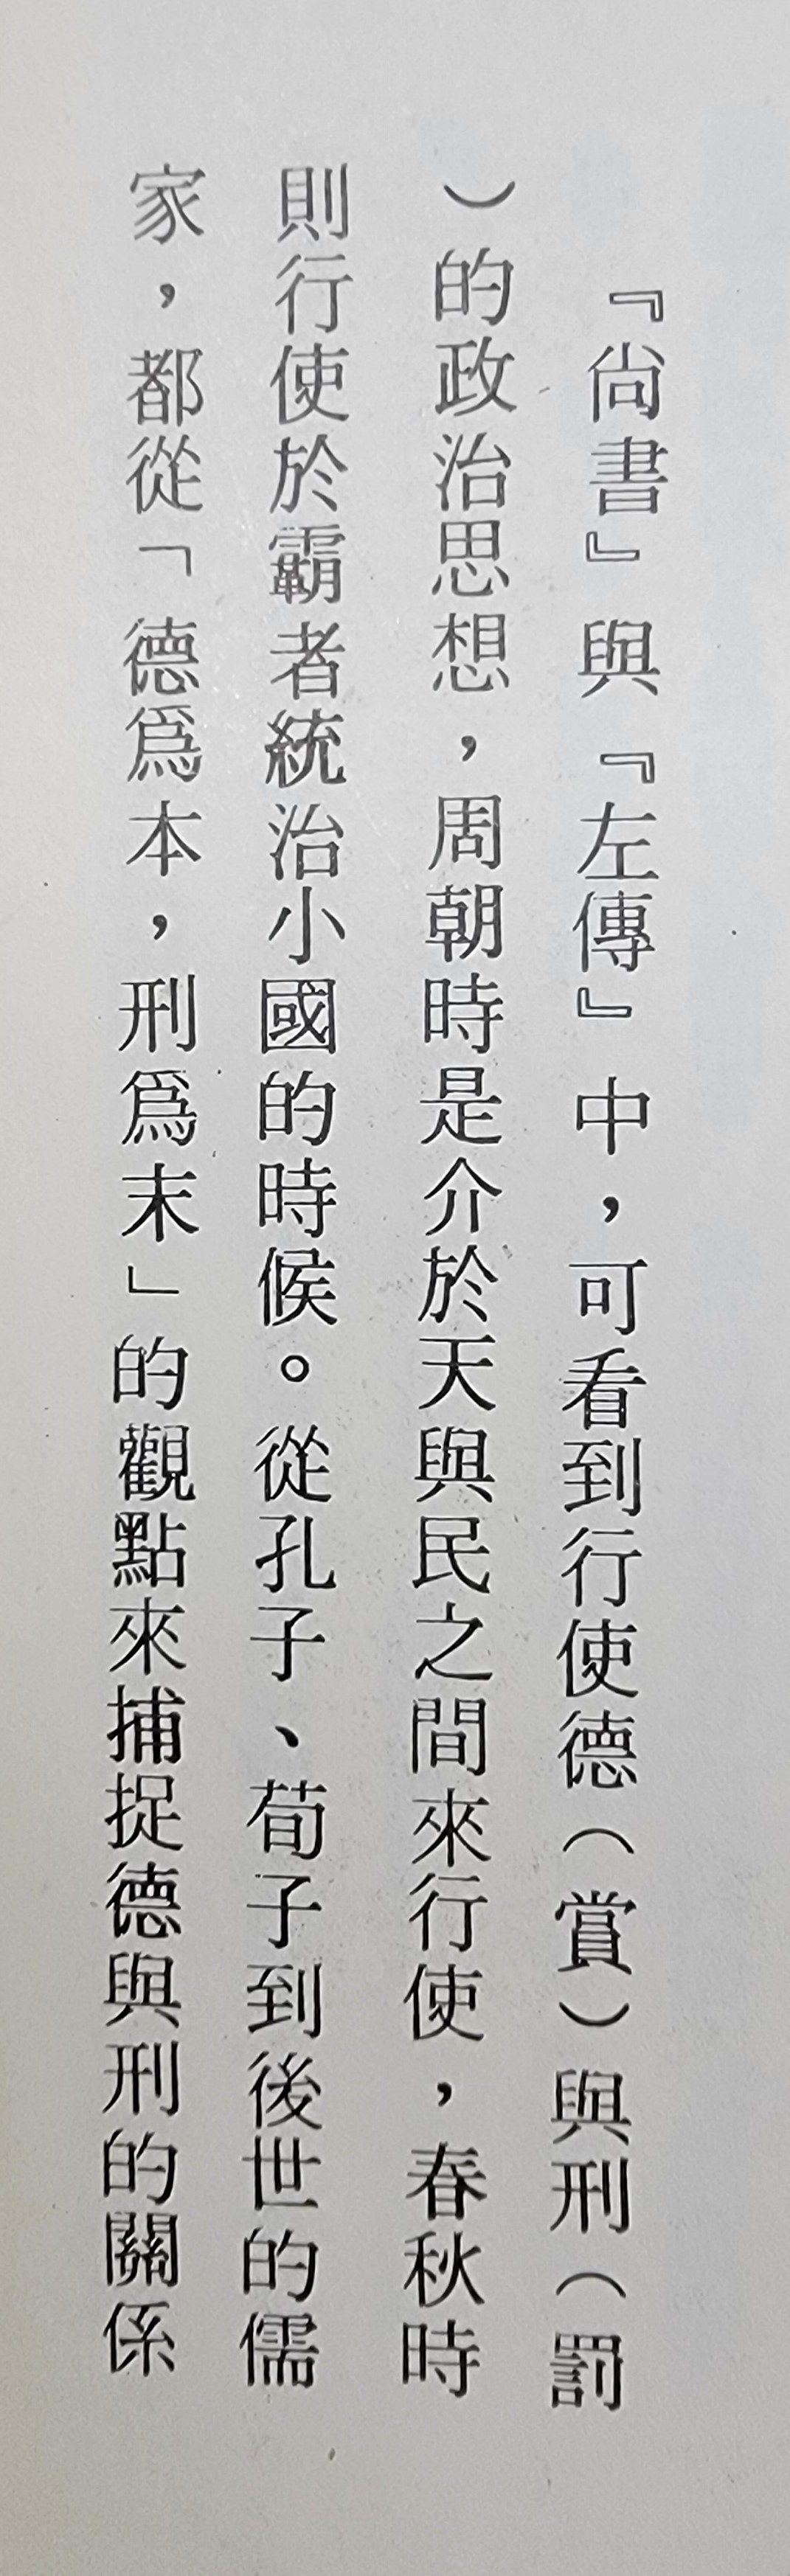 『尙書』與『左傳』中，可看到行使德（賞）與刑（罰
）的政治思想，周朝時是介於天與民之間來行使，春秋時
則行使於霸者統治小國的時候。從孔子、荀子到後世的儒
家，都從「德爲本，刑爲末」的觀點來捕捉德與刑的關係